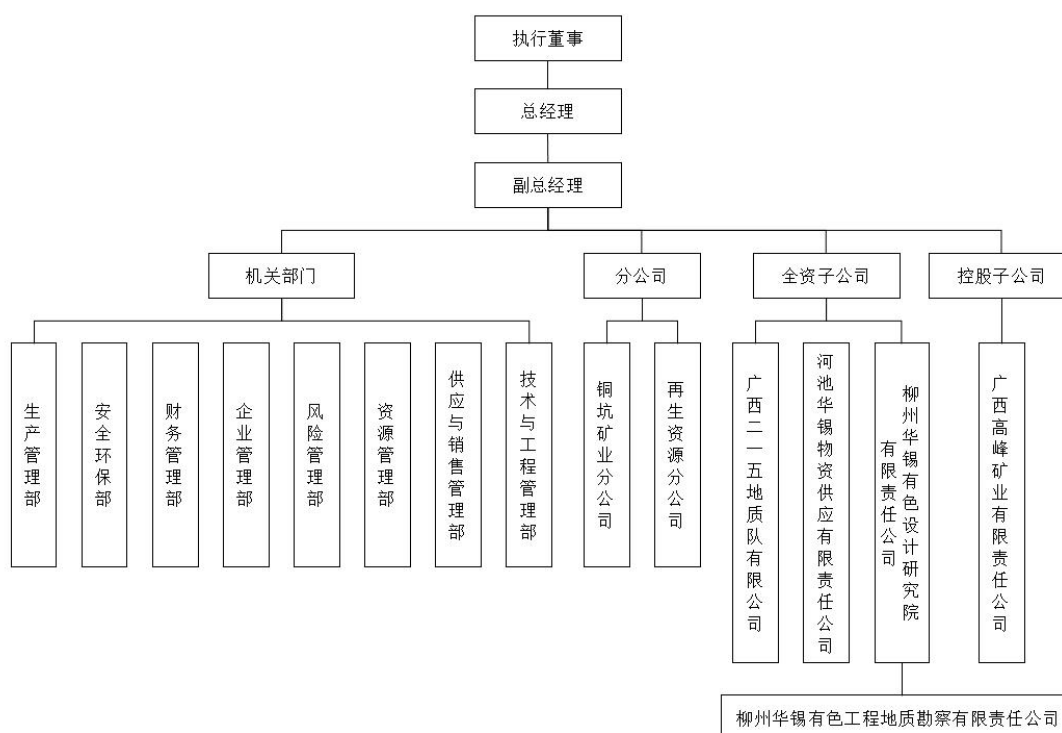 执行董事
总经理
副总经理
机关部门
分公司
全资子公司
控股子公司
生产管理部
安全环保部
财务管理部
企业管理部
风险管理部
资源管理部
供应与销售管理部
技术与工程管理部
铜坑矿业分公司
再生资源分公司
广西二一五地质队有限公司
河池华锡物资供应有限责任公司
柳州华锡有色设计研究院
有限责任公司
广西高峰矿业有限责任公司
柳州华锡有色工程地质勘察有限责任公司